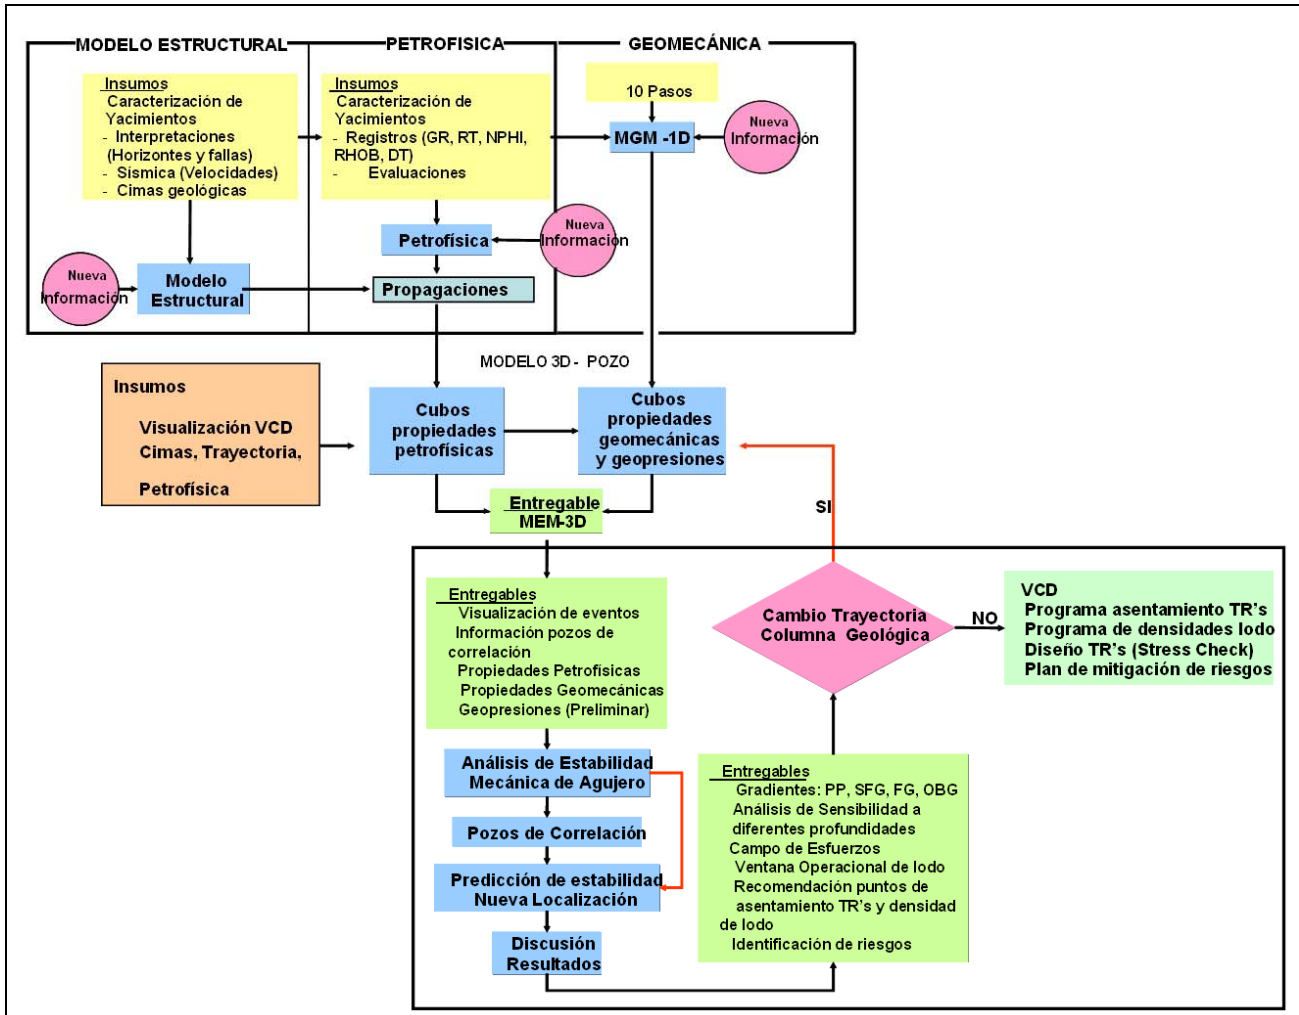 MODELO ESTRUCTURAL
PETROFISICA
GEOMECÁNICA
Insumos
Caracterización de
Yacimientos
- Interpretaciones
(Horizontes y fallas)
- Sísmica (Velocidades)
- Cimas geológicas
Insumos
Caracterización de
Yacimientos
- Registros (GR, RT, NPHI,
RHOB, DT)
- Evaluaciones
10 Pasos
MGM -1D
Nueva
Información
Petrofísica
Nueva
Información
Nueva
Información
Modelo
Estructural
Propagaciones
MODELO 3D - POZO
Insumos
Visualización VCD
Cimas, Trayectoria,
Petrofísica
Cubos
propiedades
petrofísicas
Cubos
propiedades
geomecánicas
y geopresiones
Entregable
MEM-3D
SI
Entregables
Visualización de eventos
Información pozos de
correlación
Propiedades Petrofísicas
Propiedades Geomecánicas
Geopresiones (Preliminar)
Cambio Trayectoria
Columna Geológica
NO
VCD
Programa asentamiento TR's
Programa de densidades lodo
Diseño TR's (Stress Check)
Plan de mitigación de riesgos
Análisis de Estabilidad
Mecánica de Agujero
Pozos de Correlación
Predicción de estabilidad
Nueva Localización
Discusión
Resultados
Entregables
Gradientes: PP, SFG, FG, OBG
Análisis de Sensibilidad a
diferentes profundidades
Campo de Esfuerzos
Ventana Operacional de lodo
Recomendación puntos de
asentamiento TR's y densidad
de lodo
Identificación de riesgos